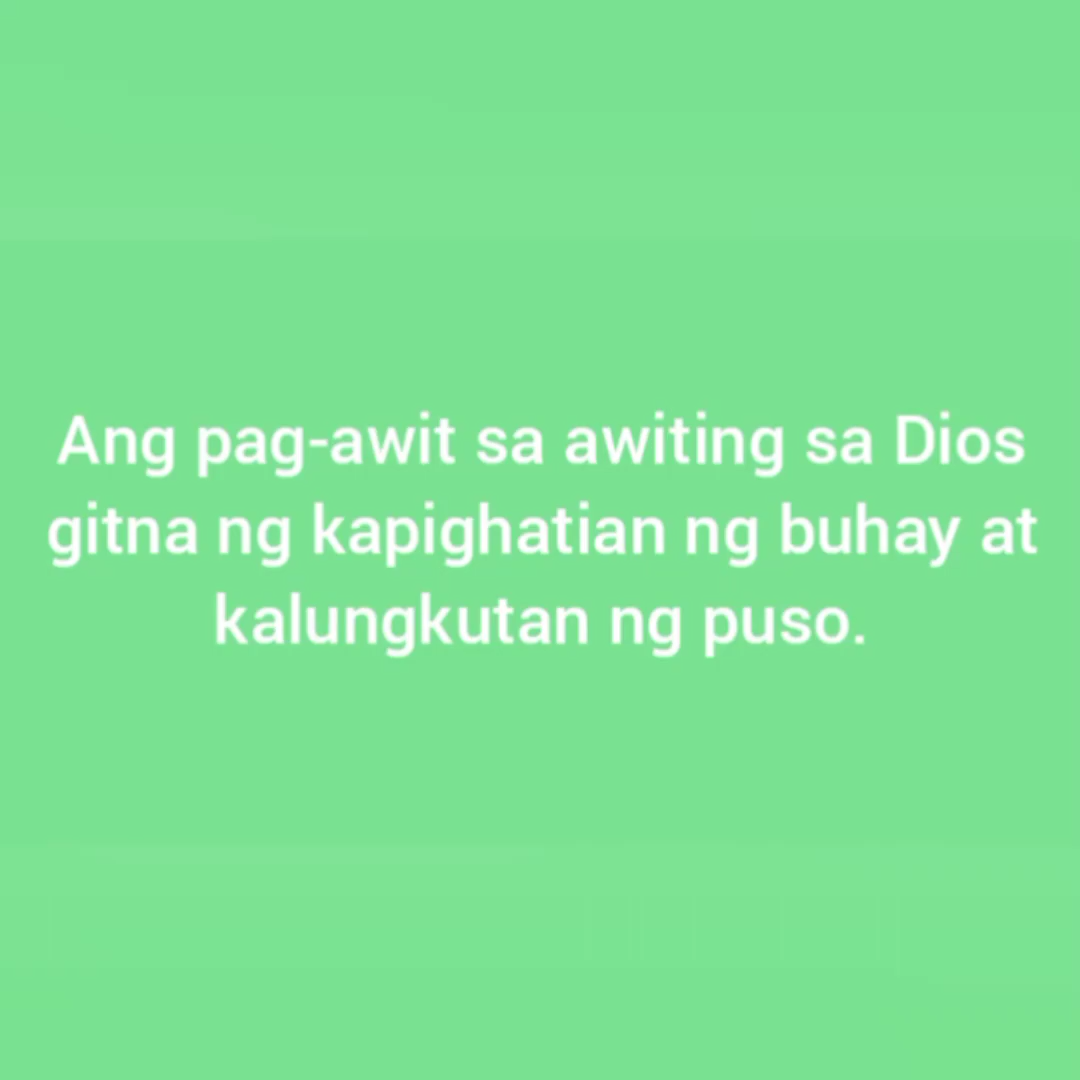 Ang pag-awit sa awiting sa Dios
gitna ng kapighatian ng buhay at
kalungkutan ng puso.